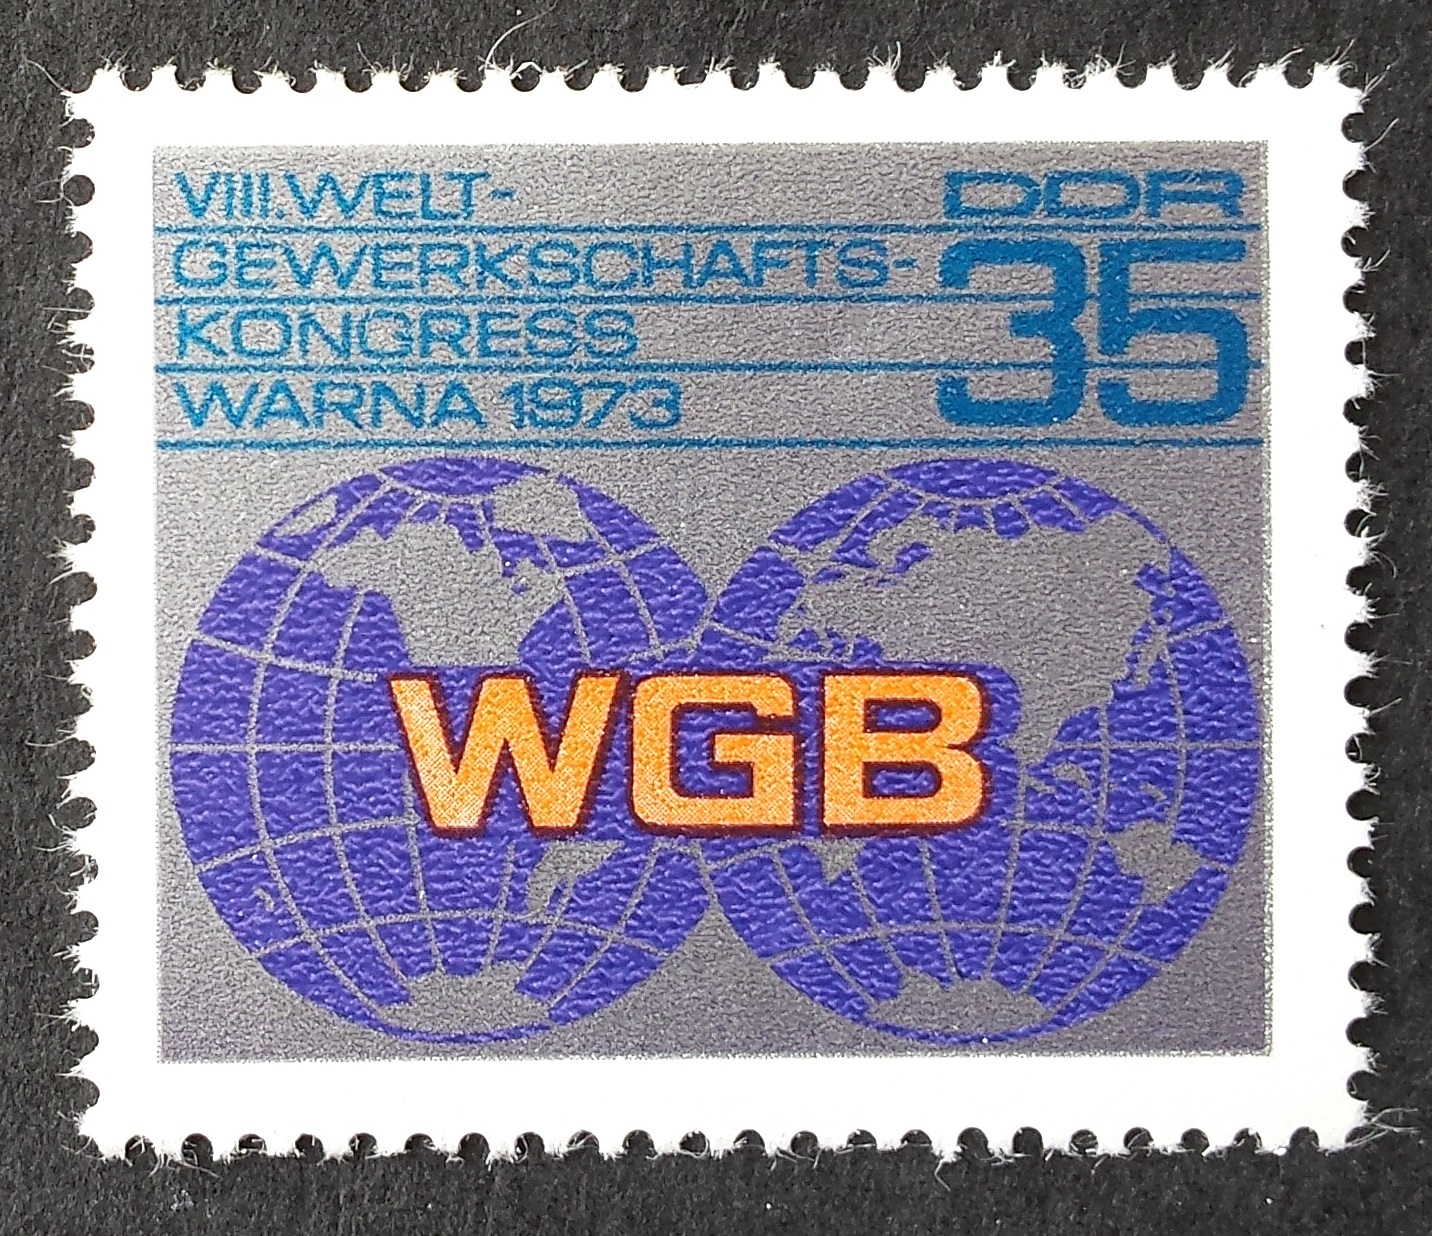 VIII.WELT-
GEWERKSCHAFTS-
KONGRESS
WARNA 1973
DDR
35
WGB